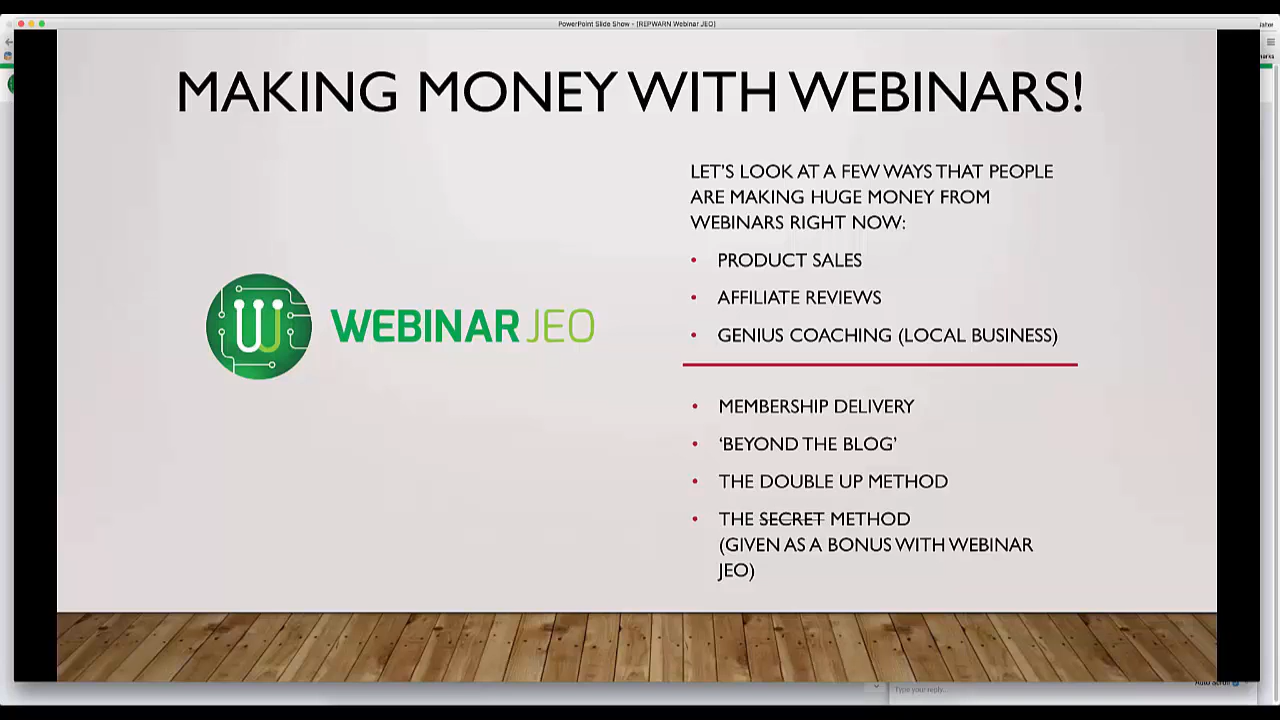 PowerPoint Slide Show - [REPWARN Webinar JEO]
MAKING MONEY WITH WEBINARS!
LET'S LOOK AT A FEW WAYS THAT PEOPLE
ARE MAKING HUGE MONEY FROM
WEBINARS RIGHT NOW:
• PRODUCT SALES
• AFFILIATE REVIEWS
• GENIUS COACHING (LOCAL BUSINESS)
WEBINAR JEO
• MEMBERSHIP DELIVERY
• ‘BEYOND THE BLOG’
• THE DOUBLE UP METHOD
• THE SECRET METHOD
(GIVEN AS A BONUS WITH WEBINAR
JEO)
Auto Scroll
Type your reply...